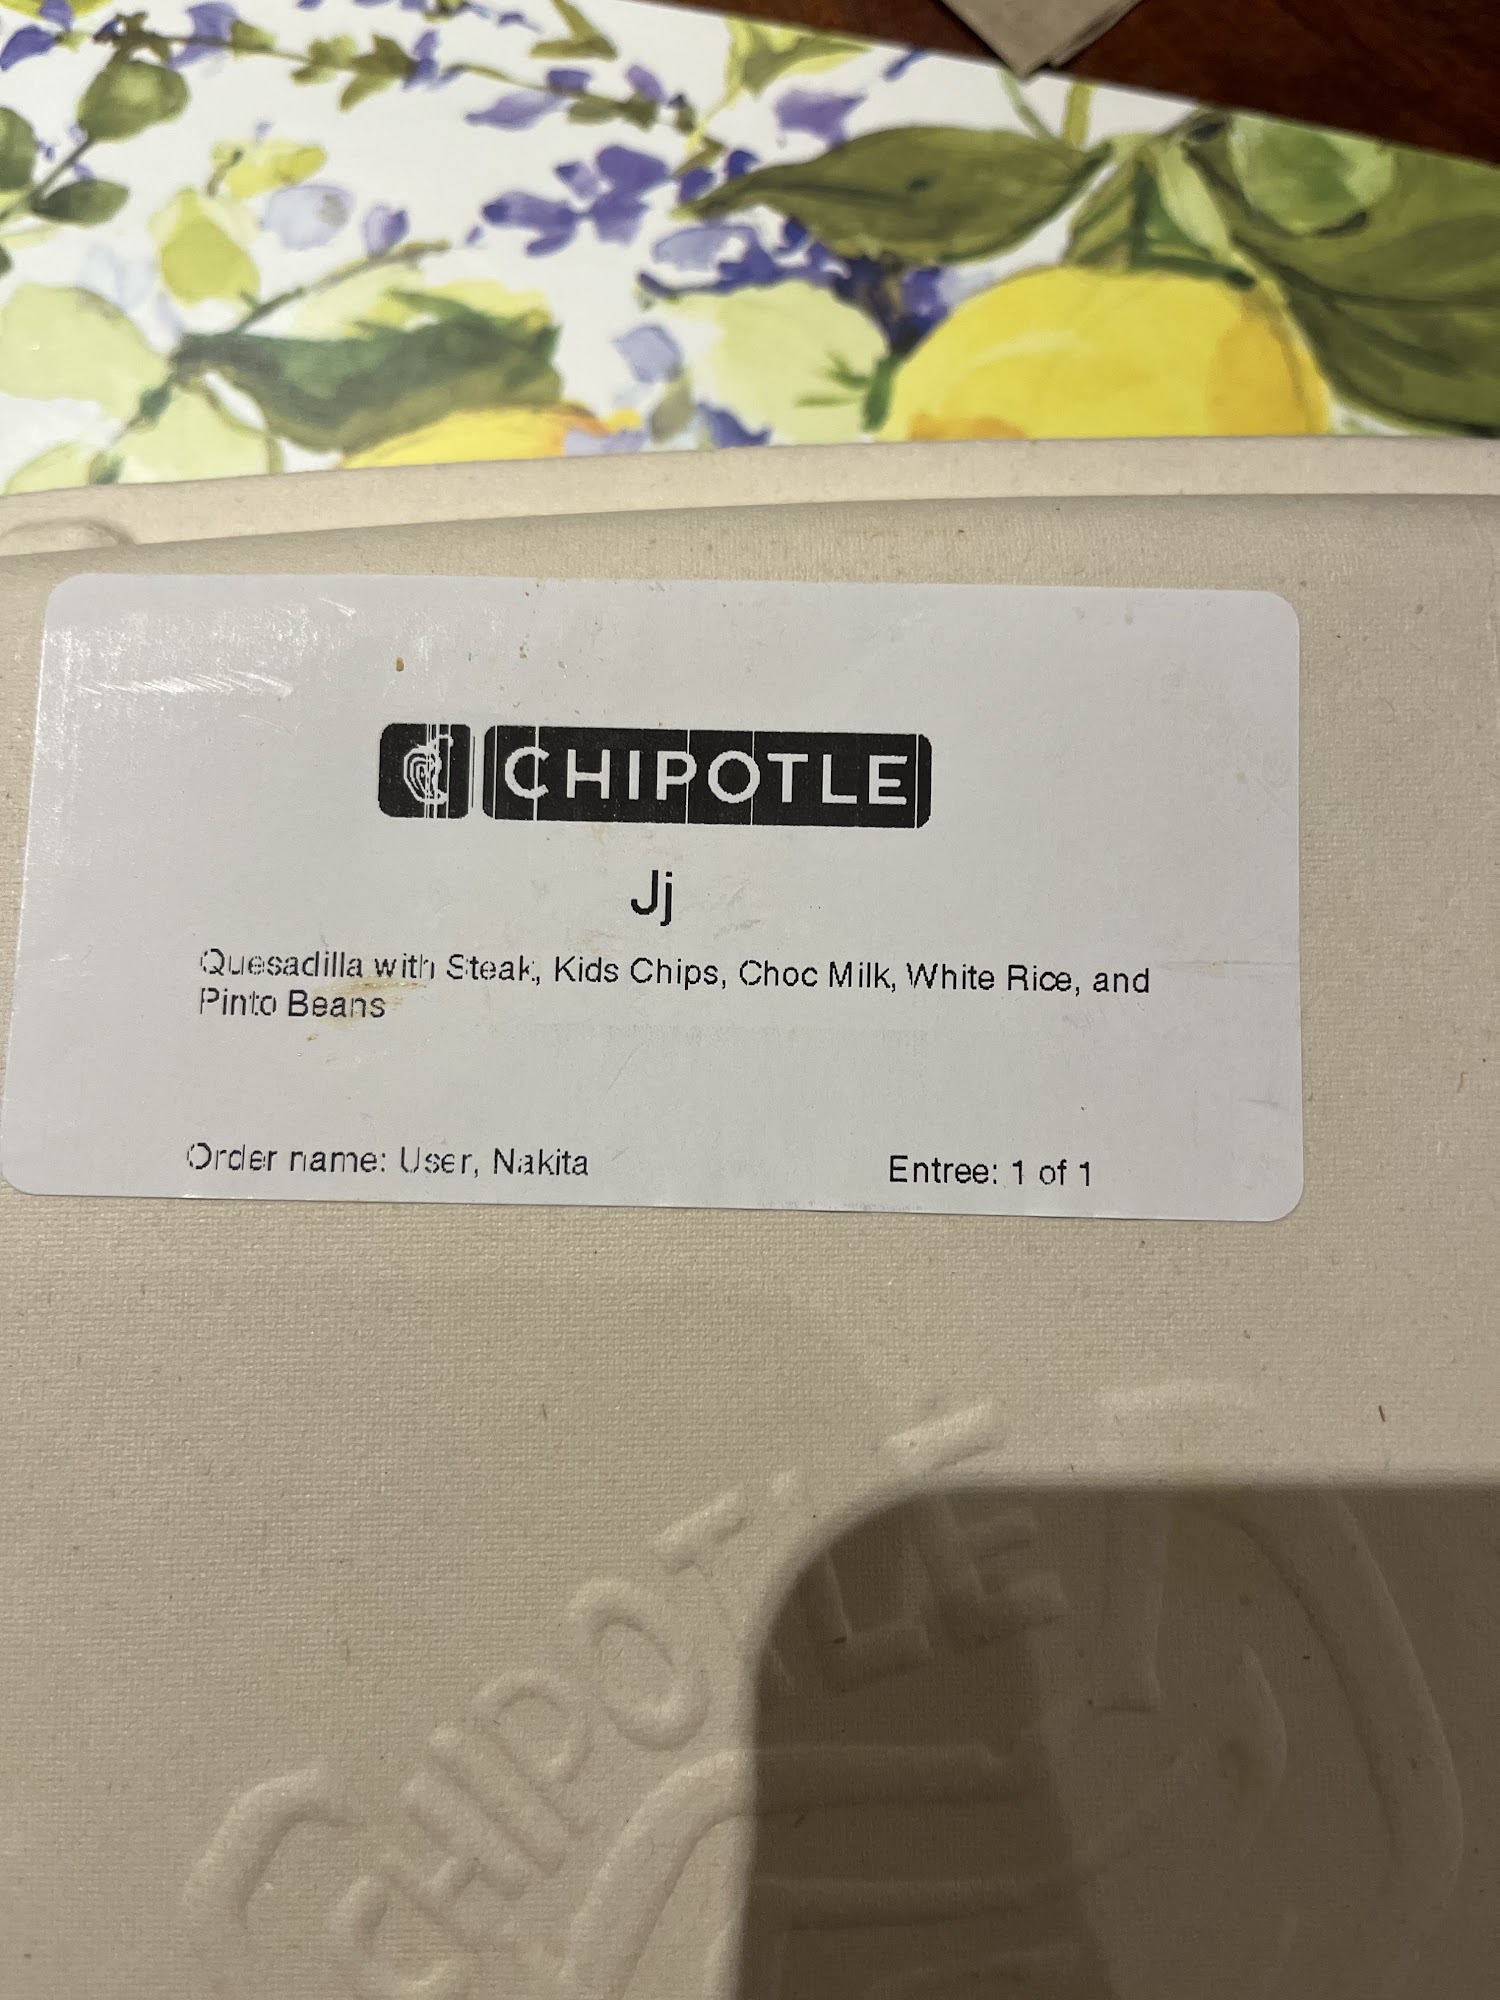 CHIPOTLE
Jj
Quesadilla with Steak, Kids Chips, Choc Milk, White Rice, and
Pinto Beans
Order name: User, Nakita
Entree: 1 of 1
CHIPOTLE